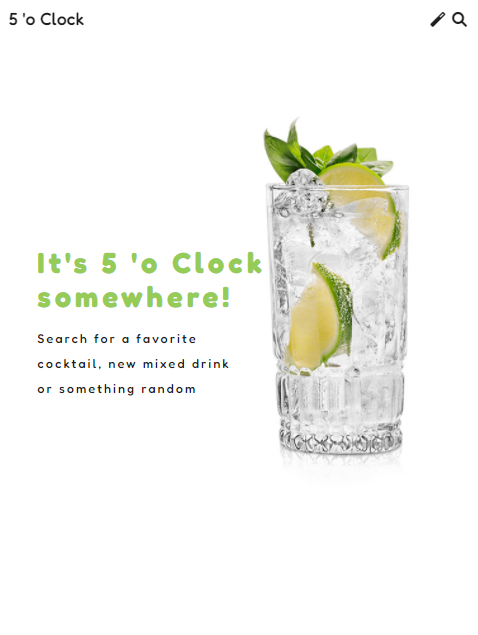 5 'o Clock
It's 5 'o Clock
somewhere!
Search for a favorite
cocktail, new mixed drink
or something random